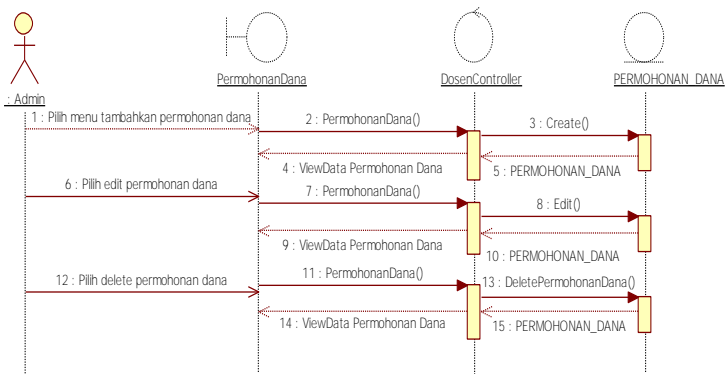 PermohonanDana
DosenController
PERMOHONAN_DANA
: Admin
1 : Pilih menu tambahkan permohonan dana
2 : PermohonanDana()
3 : Create()
4 : ViewData Permohonan Dana
5 : PERMOHONAN_DANA
6 : Pilih edit permohonan dana
7 : PermohonanDana()
8 : Edit()
9 : ViewData Permohonan Dana
10 : PERMOHONAN_DANA
12 : Pilih delete permohonan dana
11 : PermohonanDana()
13 : DeletePermohonanDana()
14 : ViewData Permohonan Dana
15 : PERMOHONAN_DANA